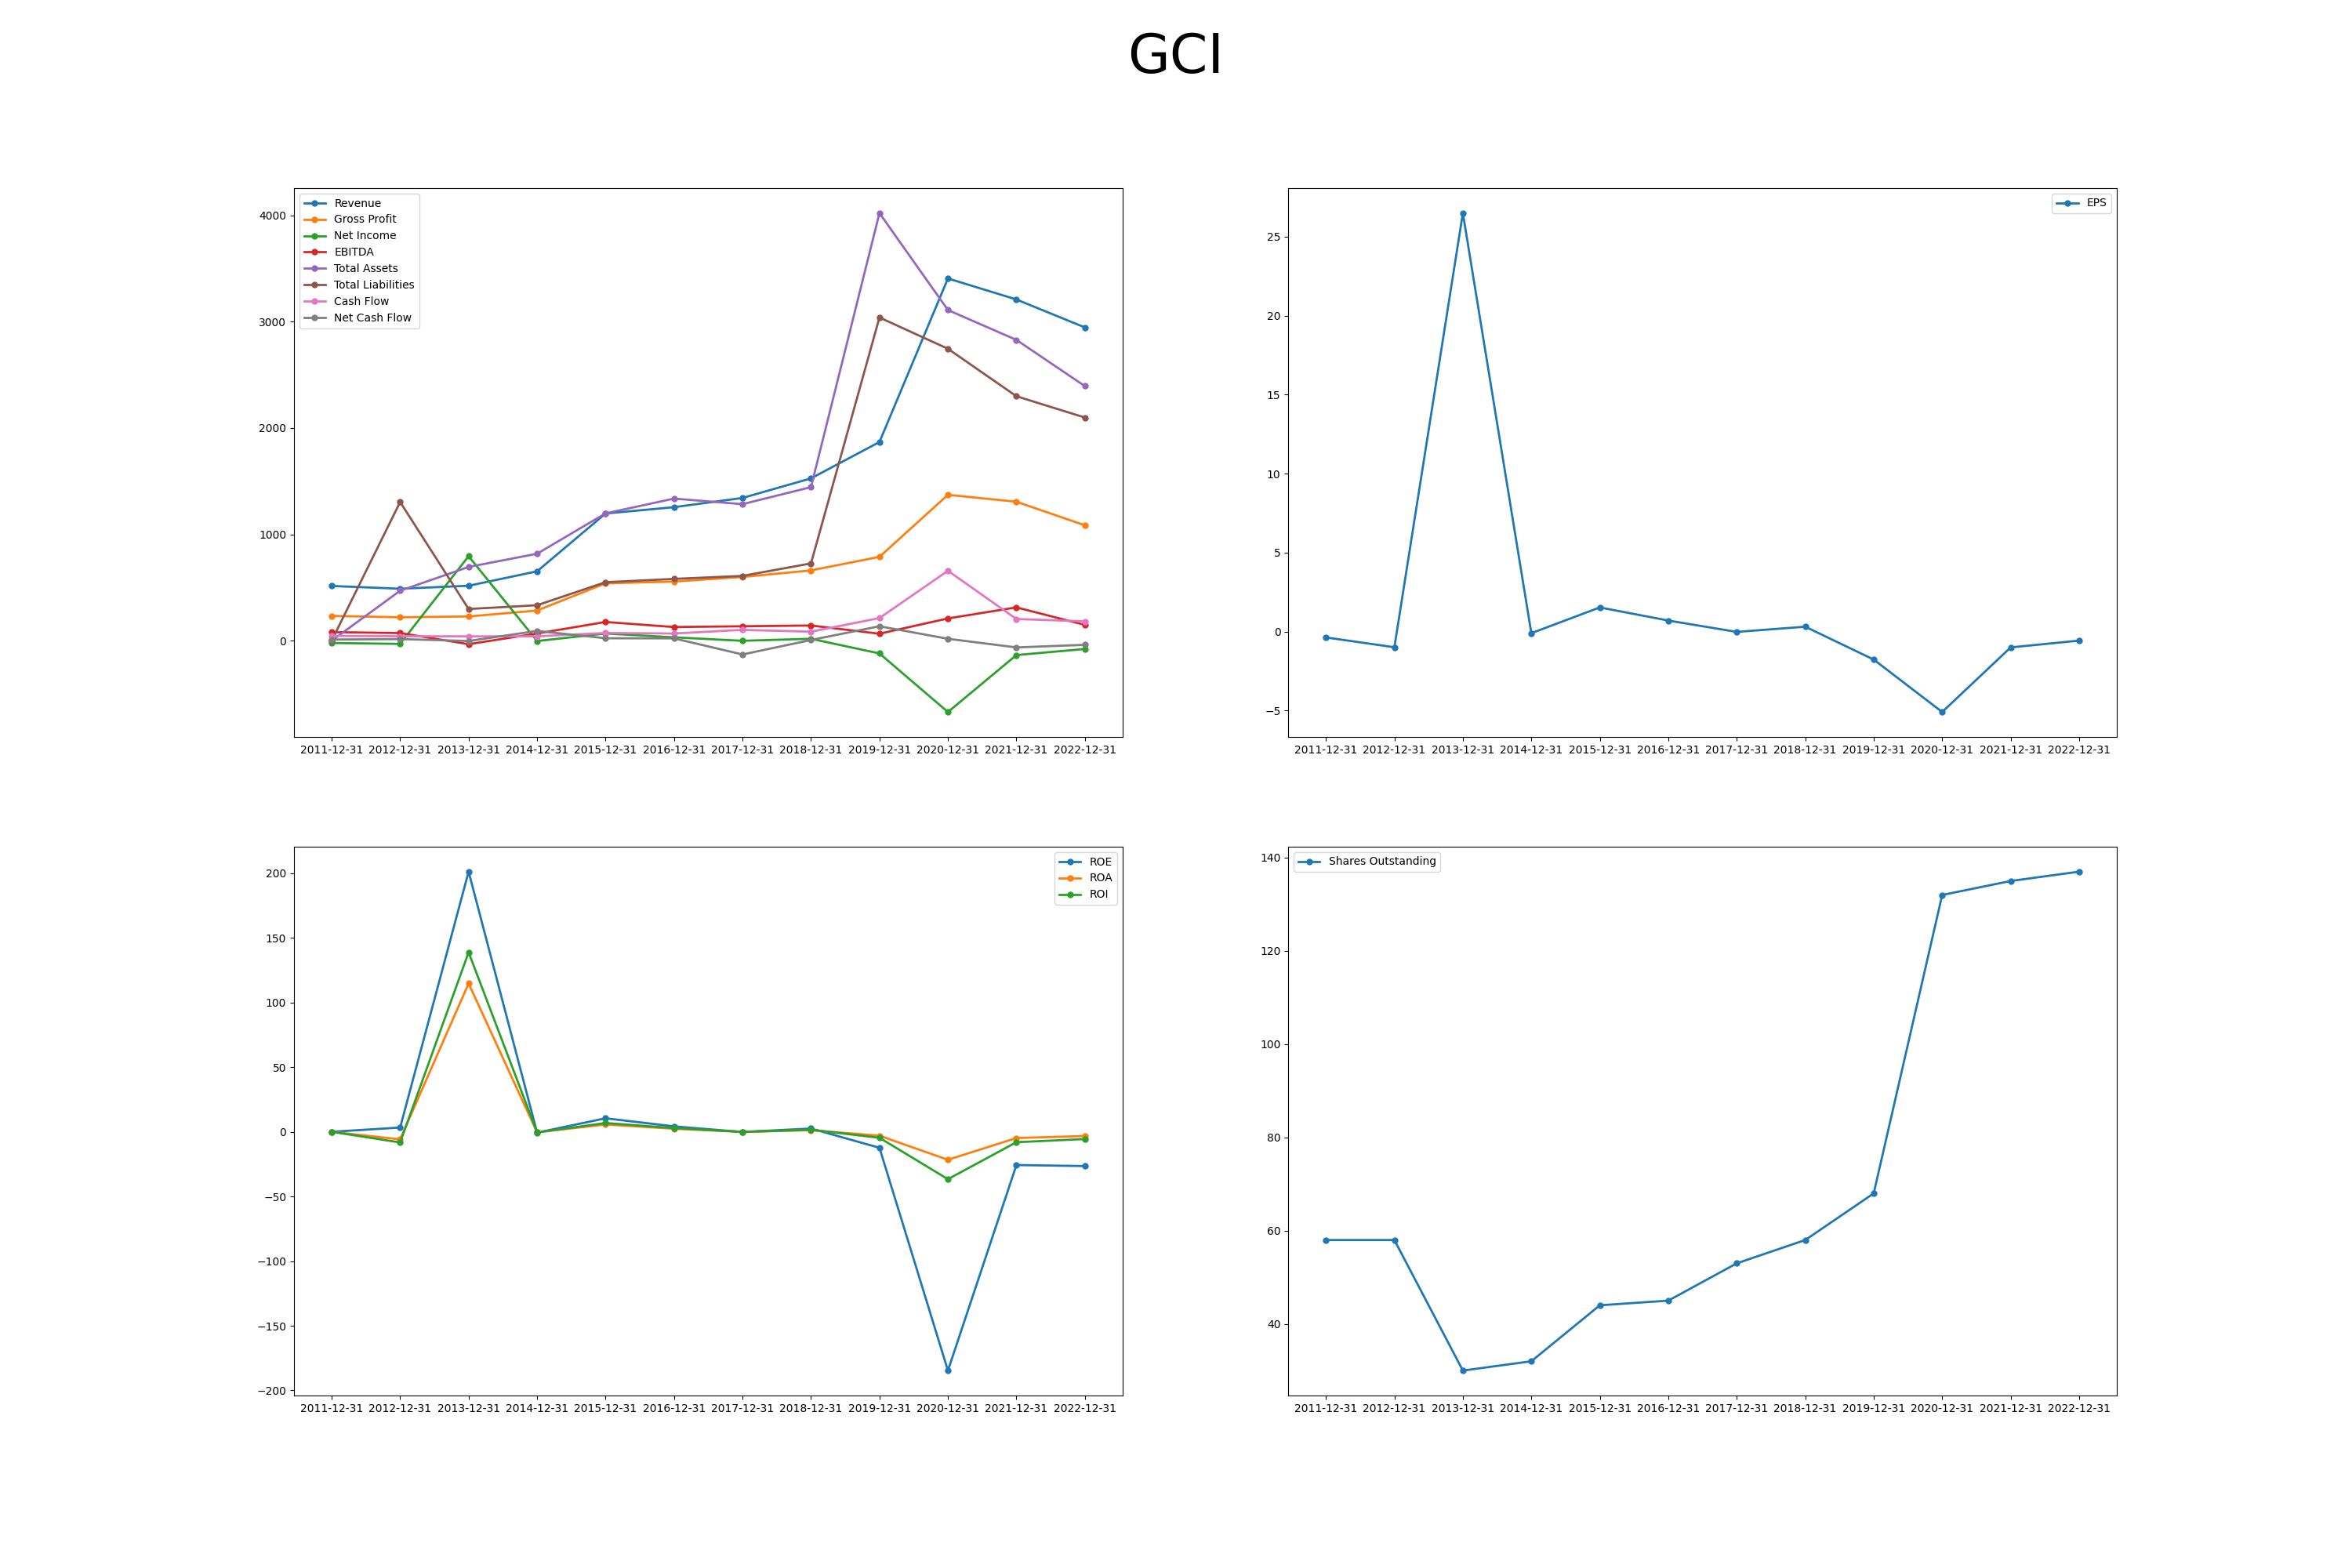 GCI
Revenue
Gross Profit
Net Income
EBITDA
Total Assets
Total Liabilities
Cash Flow
Net Cash Flow
4000
3000
2000
1000
0
2011-12-31 2012-12-31 2013-12-31 2014-12-31 2015-12-31 2016-12-31 2017-12-31 2018-12-31 2019-12-31 2020-12-31 2021-12-31 2022-12-31
EPS
25
20
15
10
5
0
−5
2011-12-31 2012-12-31 2013-12-31 2014-12-31 2015-12-31 2016-12-31 2017-12-31 2018-12-31 2019-12-31 2020-12-31 2021-12-31 2022-12-31
ROE
ROA
ROI
200
150
100
50
0
−50
−100
−150
−200
2011-12-31 2012-12-31 2013-12-31 2014-12-31 2015-12-31 2016-12-31 2017-12-31 2018-12-31 2019-12-31 2020-12-31 2021-12-31 2022-12-31
Shares Outstanding
140
120
100
80
60
40
2011-12-31 2012-12-31 2013-12-31 2014-12-31 2015-12-31 2016-12-31 2017-12-31 2018-12-31 2019-12-31 2020-12-31 2021-12-31 2022-12-31